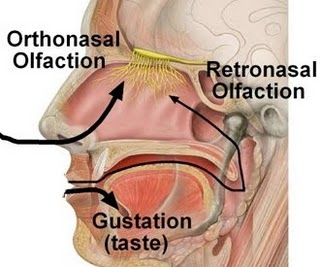 Orthonasal
Olfaction
Retronasal
Olfaction
Gustation
(taste)